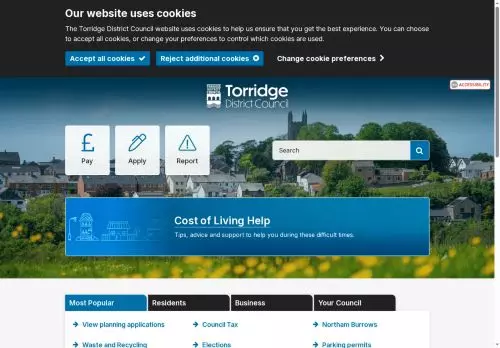 Our website uses cookies
The Torridge District Council website uses cookies to help us ensure that you get the best experience. You can choose
to accept all cookies, or change your preferences to control which cookies are used.
Accept all cookies
Reject additional cookies
Change cookie preferences
Torridge
District Council
ACCESSIBILITY
Pay
Apply
Report
Search
Cost of Living Help
Tips, advice and support to help you during these difficult times.
Most Popular
Residents
Business
Your Council
View planning applications
Council Tax
Northam Burrows
Waste and Recycling
Elections
Parking permits